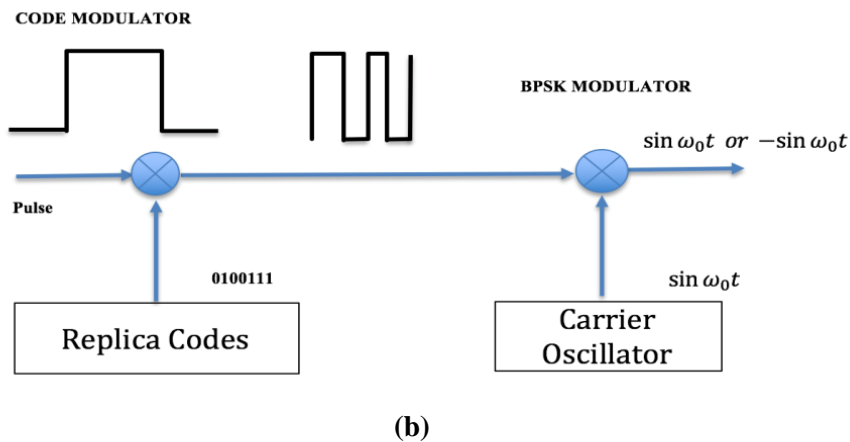 CODE MODULATOR
BPSK MODULATOR
sin ω₀t or −sin ω₀t
Pulse
0100111
sin ω₀t
Replica Codes
Carrier
Oscillator
(b)